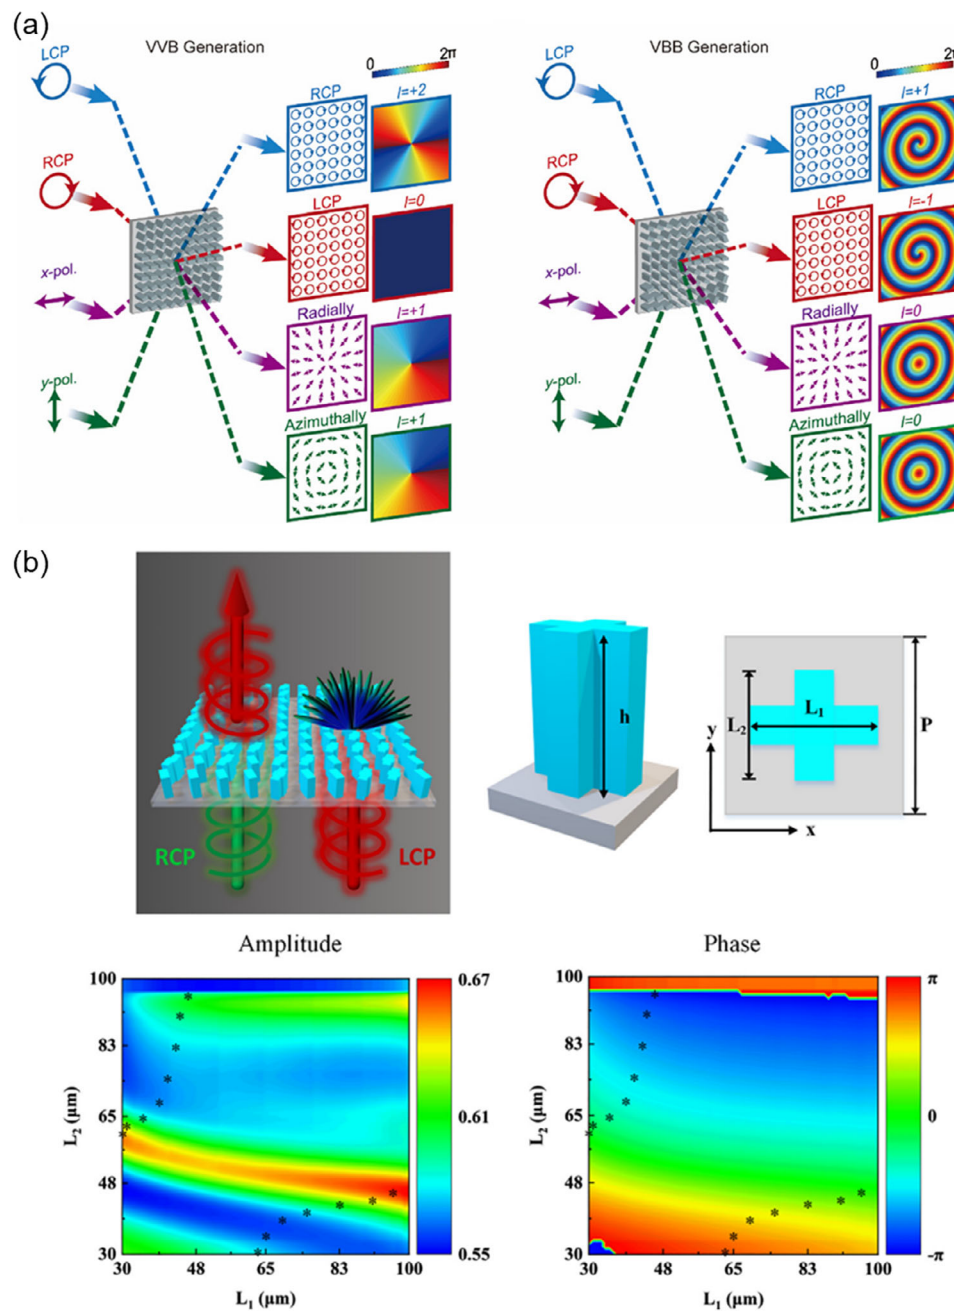 (a)
VVB Generation
LCP
0
2π
RCP
l=+2
RCP
LCP
l=0
x-pol.
Radially
l=+1
y-pol.
Azimuthally
l=+1
VBB Generation
LCP
0
2π
RCP
l=+1
RCP
LCP
l=-1
x-pol.
Radially
l=0
y-pol.
Azimuthally
l=0
(b)
RCP
LCP
h
L1
L2
P
y
x
Amplitude
100
83
65
48
30
L2 (μm)
30
48
65
83
100
L1 (μm)
0.67
0.61
0.55
Phase
100
83
65
48
30
L2 (μm)
30
48
65
83
100
L1 (μm)
π
0
-π